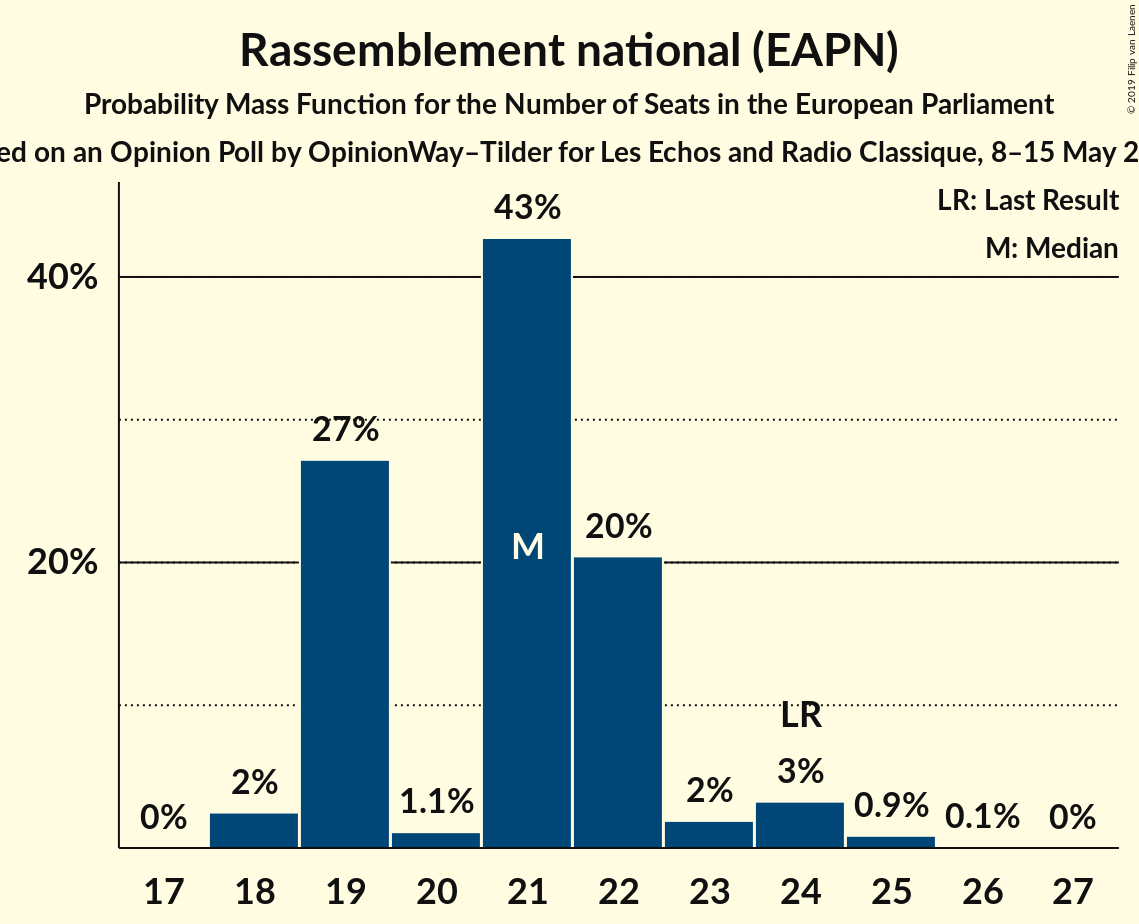 Rassemblement national (EAPN)
Probability Mass Function for the Number of Seats in the European Parliament
ed on an Opinion Poll by OpinionWay–Tilder for Les Echos and Radio Classique, 8–15 May 2
© 2019 Filip van Laenen
LR: Last Result
M: Median
43%
40%
27%
20%
M
20%
LR
3%
2%
2%
1.1%
0.9%
0.1%
0%
0%
17 18 19 20 21 22 23 24 25 26 27